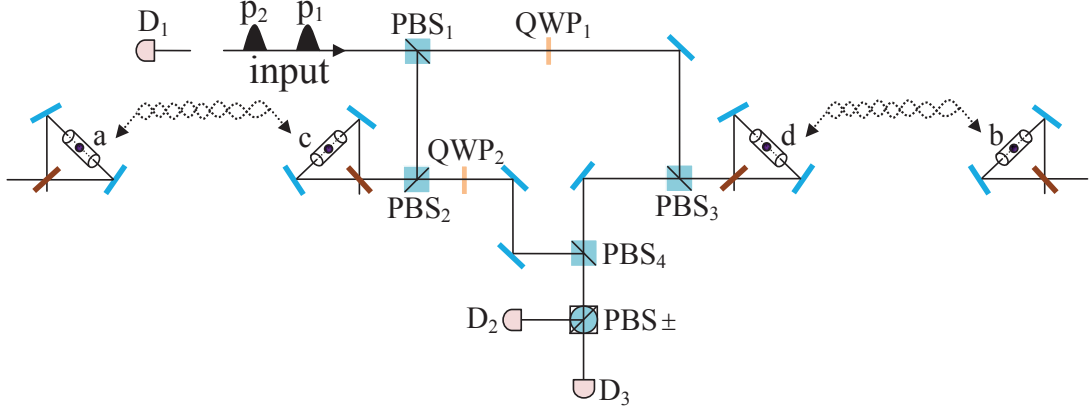 D₁
p₂
p₁
input
PBS₁
QWP₁
a
c
d
b
QWP₂
PBS₂
PBS₃
PBS₄
D₂
PBS ±
D₃